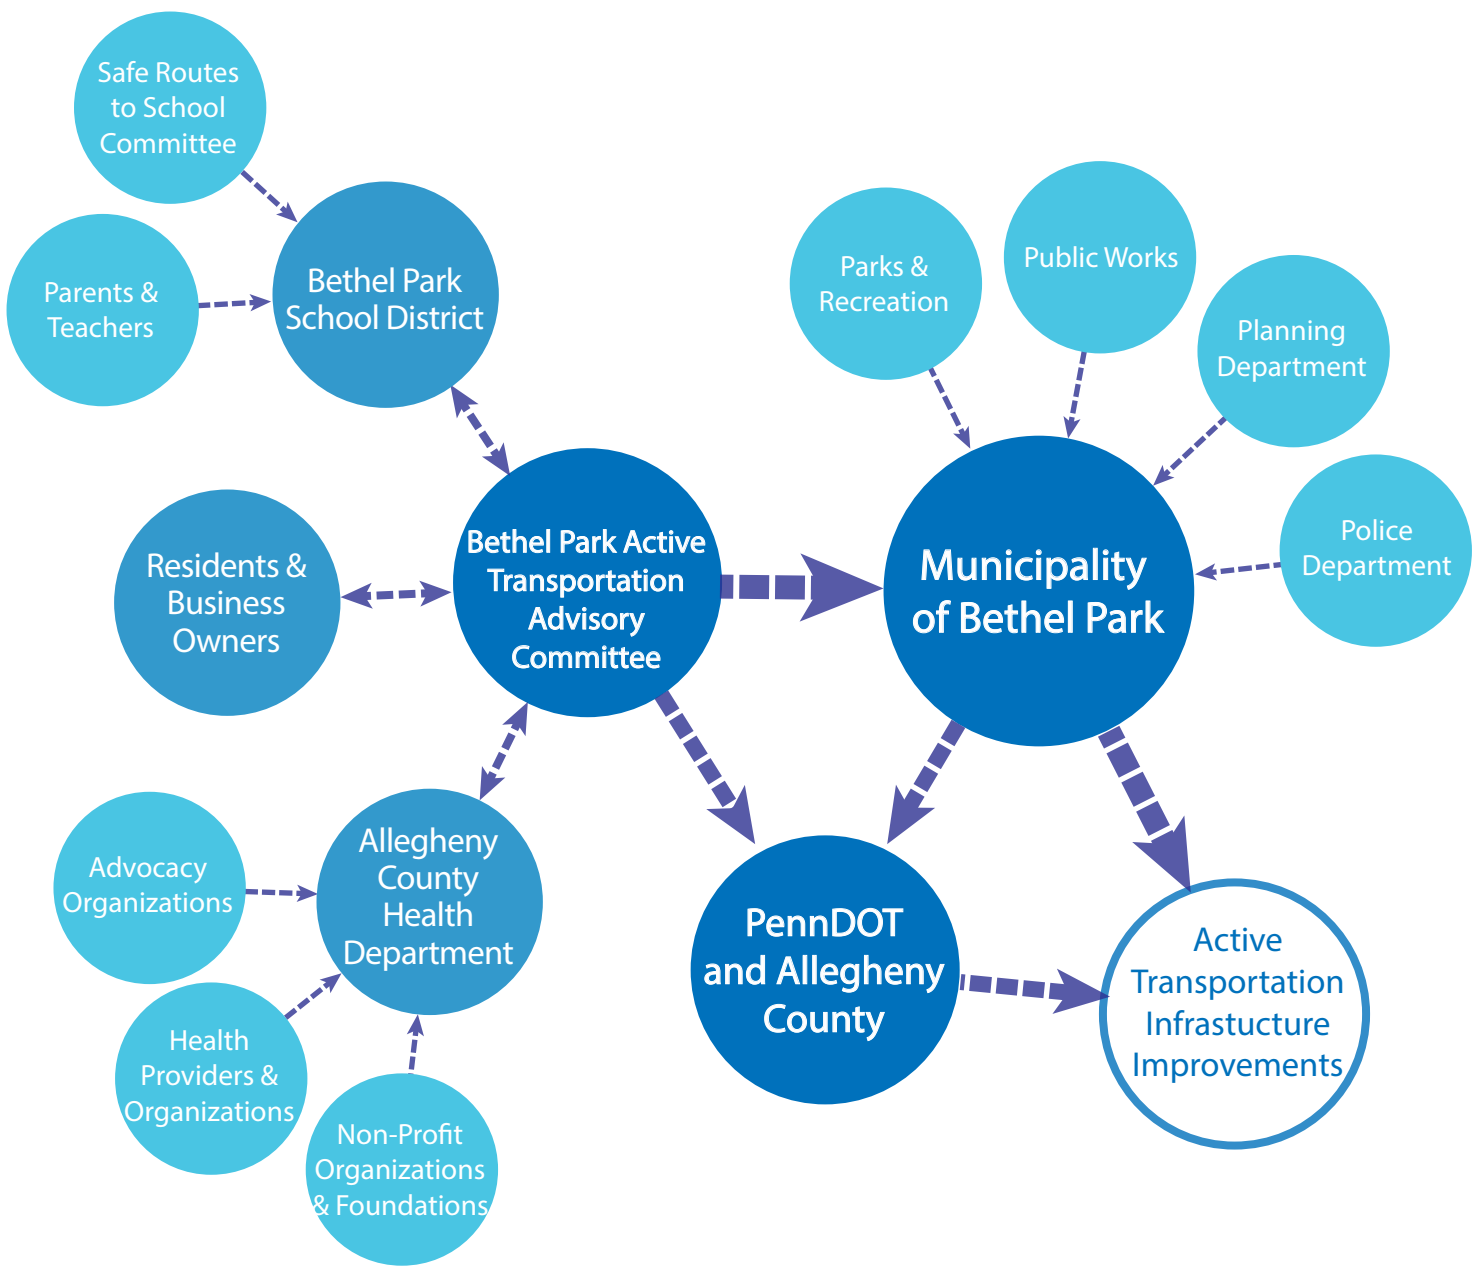 Safe Routes
to School
Committee
Parents &
Teachers
Bethel Park
School District
Parks &
Recreation
Public Works
Planning
Department
Police
Department
Residents &
Business
Owners
Bethel Park Active
Transportation
Advisory
Committee
Municipality
of Bethel Park
Allegheny
County
Health
Department
Advocacy
Organizations
Health
Providers &
Organizations
Non-Profit
Organizations
& Foundations
PennDOT
and Allegheny
County
Active
Transportation
Infrastucture
Improvements